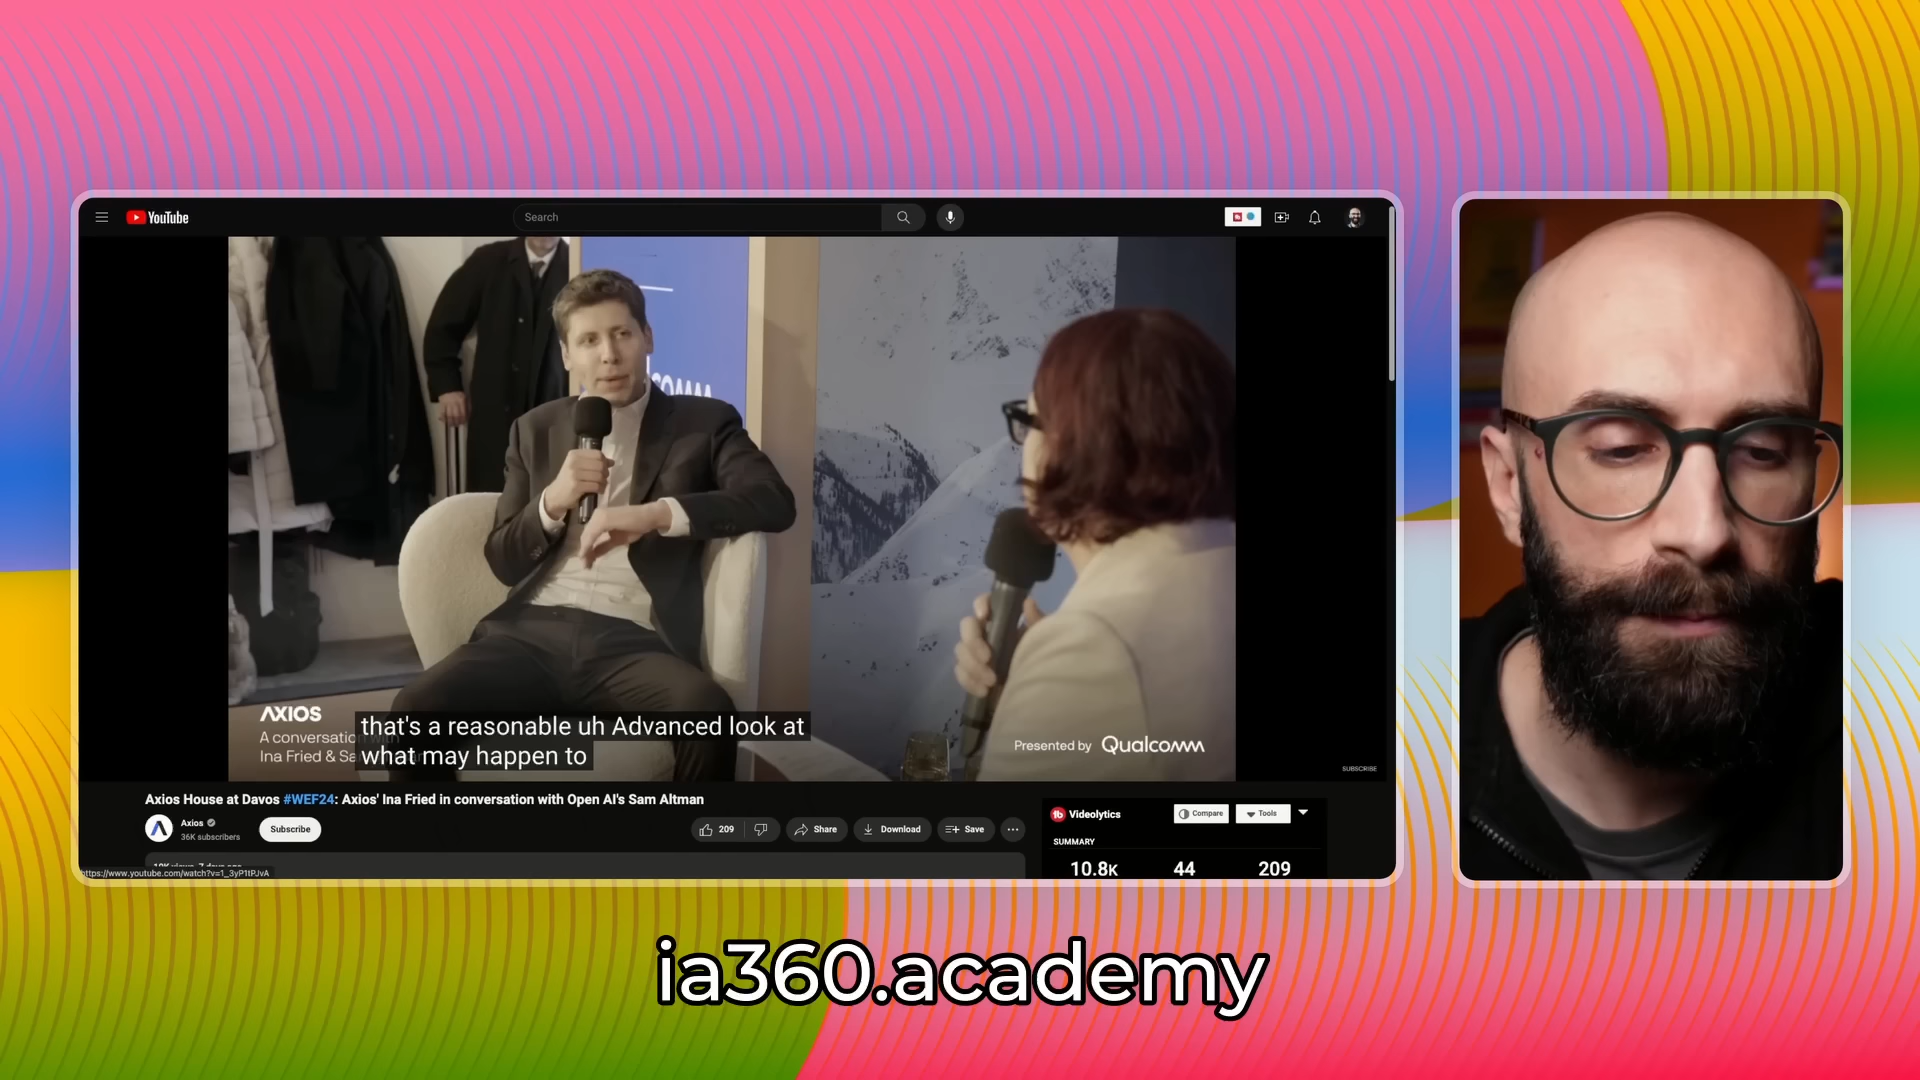 YouTube
Search
AXIOS
A conversation with
Ina Fried & Sa
that's a reasonable uh Advanced look at
what may happen to
Presented by Qualcomm
SUBSCRIBE
Axios House at Davos #WEF24: Axios' Ina Fried in conversation with Open AI's Sam Altman
Axios
36K subscribers
Subscribe
209
Share
Download
Save
Videolytics
Compare
Tools
SUMMARY
10.8K
44
209
https://www.youtube.com/watch?v=1_3yP1tPJvA
ia360.academy